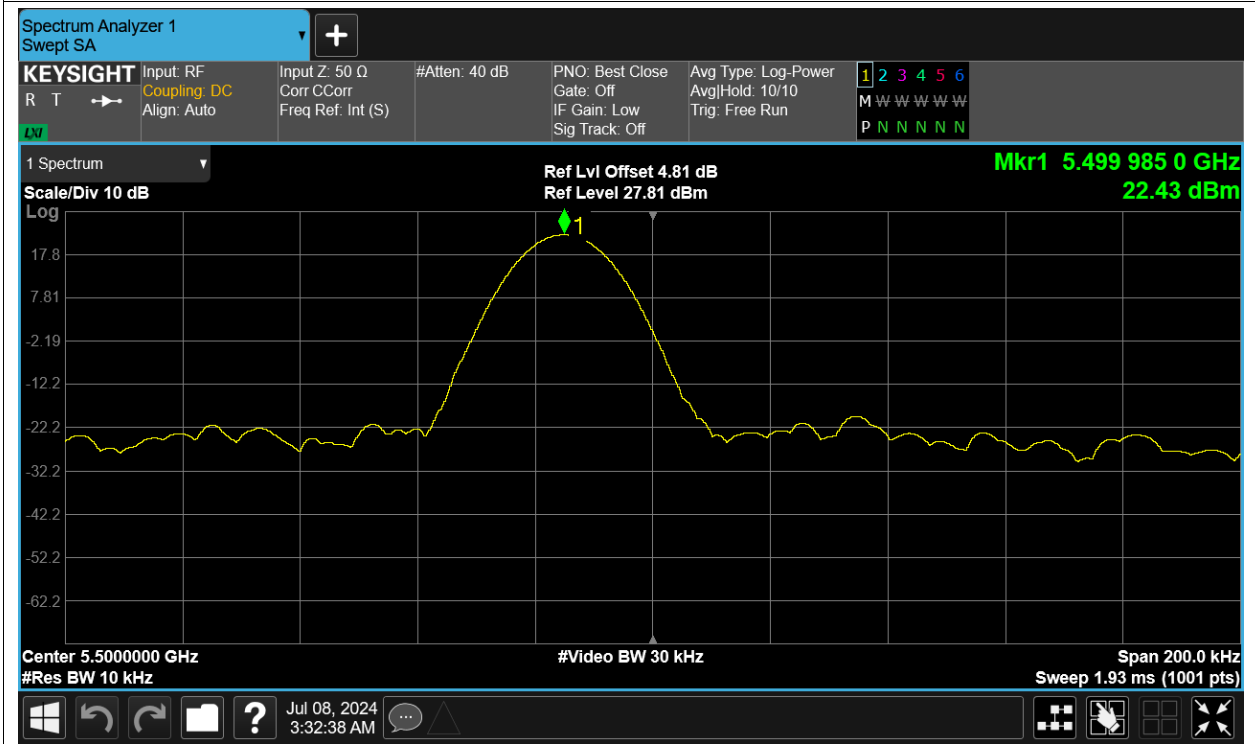 Spectrum Analyzer 1
Swept SA
+
KEYSIGHT
R T
LXI
Input: RF
Coupling: DC
Align: Auto
Input Z: 50 Ω
Corr CCorr
Freq Ref: Int (S)
#Atten: 40 dB
PNO: Best Close
Gate: Off
IF Gain: Low
Sig Track: Off
Avg Type: Log-Power
Avg|Hold: 10/10
Trig: Free Run
1 2 3 4 5 6
M W W W W W
P N N N N N
1 Spectrum
Scale/Div 10 dB
Log
Ref Lvl Offset 4.81 dB
Ref Level 27.81 dBm
Mkr1 5.499 985 0 GHz
22.43 dBm
1
17.8
7.81
-2.19
-12.2
-22.2
-32.2
-42.2
-52.2
-62.2
Center 5.5000000 GHz
#Res BW 10 kHz
#Video BW 30 kHz
Span 200.0 kHz
Sweep 1.93 ms (1001 pts)
?
Jul 08, 2024
3:32:38 AM